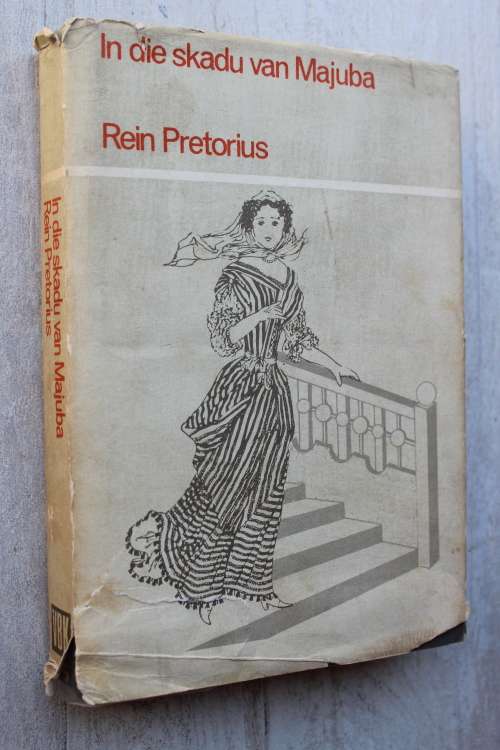 In die skadu van Majuba
Rein Pretorius
In die skadu van Majuba
Rein Pretorius